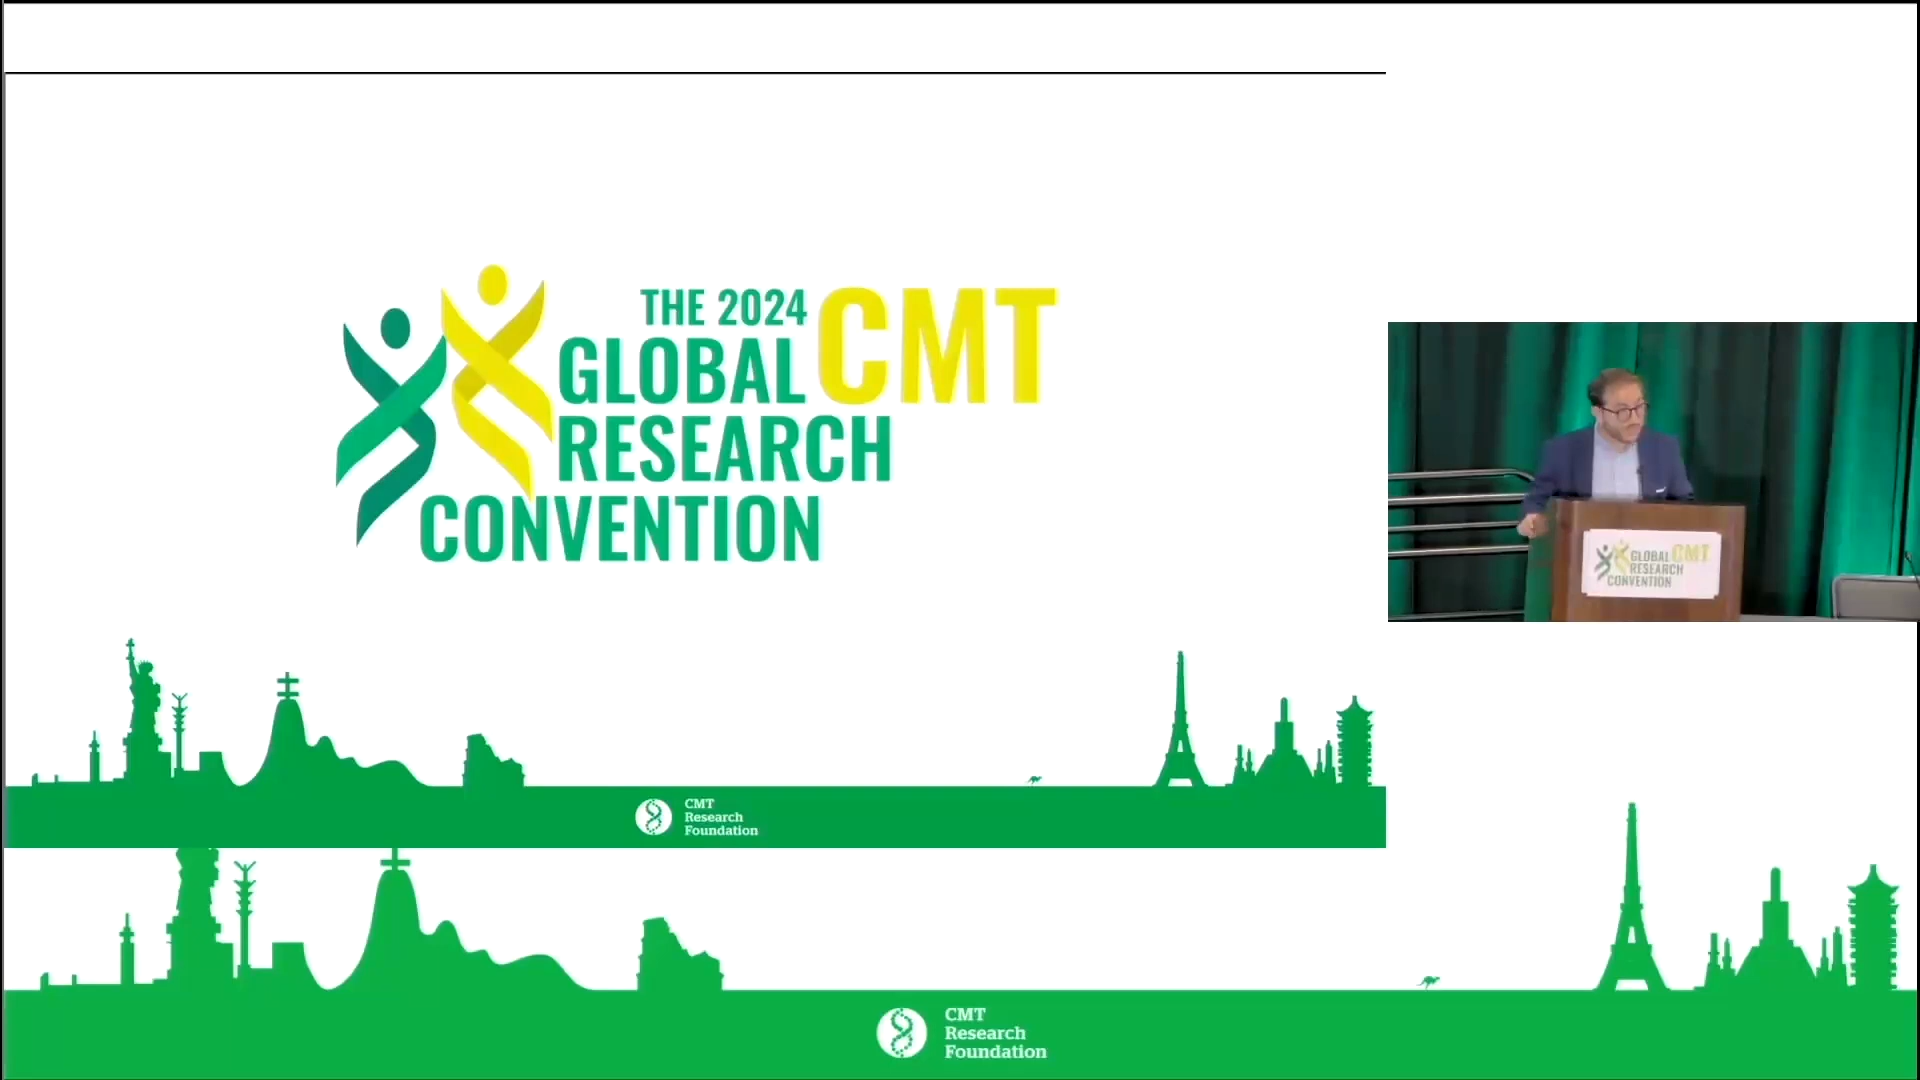 THE 2024 CMT
GLOBAL
RESEARCH
CONVENTION
CMT
Research
Foundation
GLOBAL CMT
RESEARCH
CONVENTION
CMT
Research
Foundation